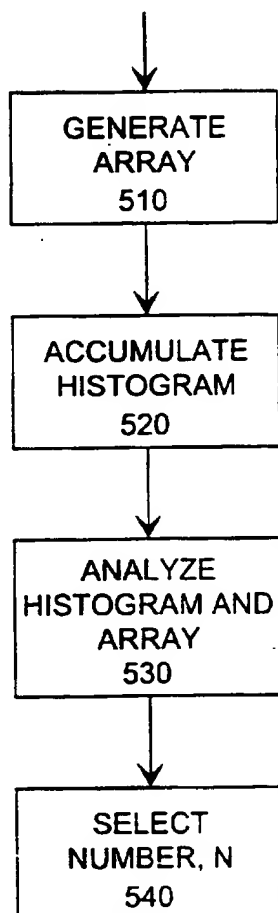 GENERATE
ARRAY
510
ACCUMULATE
HISTOGRAM
520
ANALYZE
HISTOGRAM AND
ARRAY
530
SELECT
NUMBER, N
540